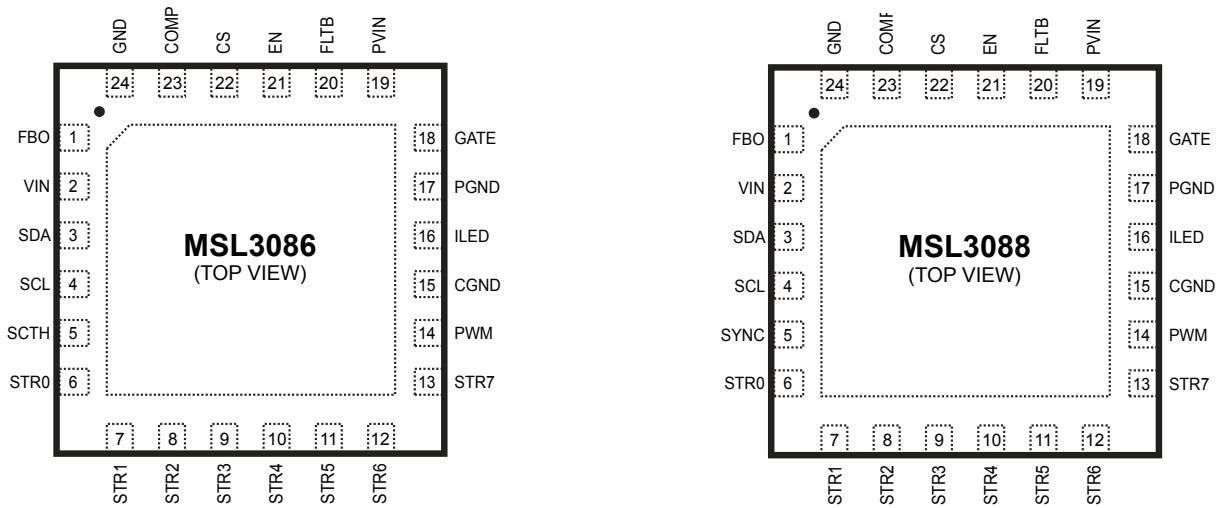 GND COMP CS EN FLTB PVIN
24 23 22 21 20 19
FBO 1
VIN 2
SDA 3
SCL 4
SCTH 5
STR0 6
MSL3086
(TOP VIEW)
18 GATE
17 PGND
16 ILED
15 CGND
14 PWM
13 STR7
7 8 9 10 11 12
STR1 STR2 STR3 STR4 STR5 STR6
GND COMP CS EN FLTB PVIN
24 23 22 21 20 19
FBO 1
VIN 2
SDA 3
SCL 4
SYNC 5
STR0 6
MSL3088
(TOP VIEW)
18 GATE
17 PGND
16 ILED
15 CGND
14 PWM
13 STR7
7 8 9 10 11 12
STR1 STR2 STR3 STR4 STR5 STR6